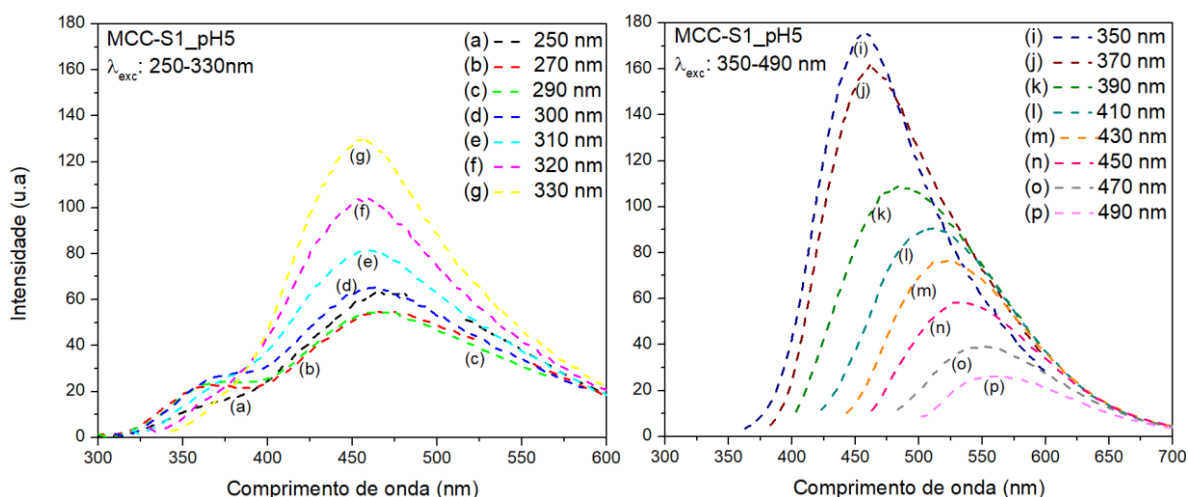 MCC-S1_pH5
λexc: 250-330nm
(a) 250 nm
(b) 270 nm
(c) 290 nm
(d) 300 nm
(e) 310 nm
(f) 320 nm
(g) 330 nm
(g)
(f)
(e)
(d)
(c)
(b)
(a)
180
160
140
120
100
80
60
40
20
0
300 350 400 450 500 550 600
Intensidade (u.a)
Comprimento de onda (nm)
MCC-S1_pH5
λexc: 350-490 nm
(i) 350 nm
(j) 370 nm
(k) 390 nm
(l) 410 nm
(m) 430 nm
(n) 450 nm
(o) 470 nm
(p) 490 nm
(i)
(j)
(k)
(l)
(m)
(n)
(o)
(p)
180
160
140
120
100
80
60
40
20
0
300 350 400 450 500 550 600 650 700
Comprimento de onda (nm)